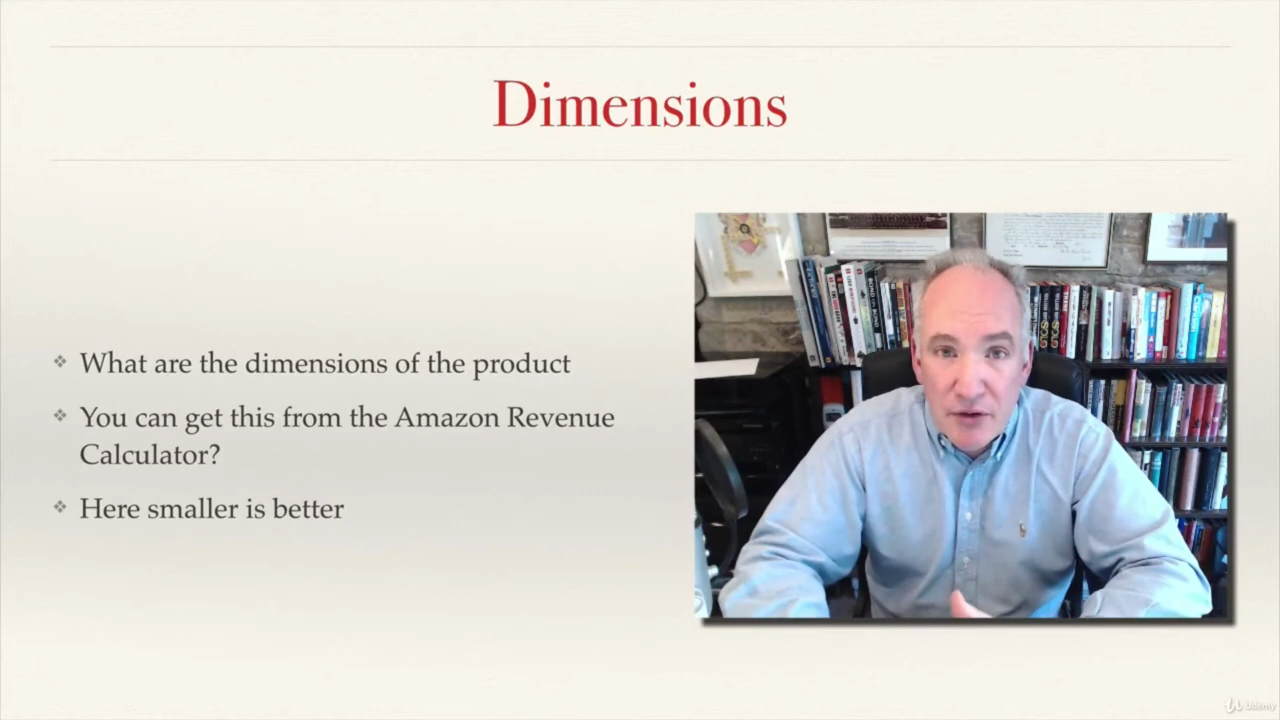 Dimensions
What are the dimensions of the product
You can get this from the Amazon Revenue
Calculator?
Here smaller is better
udemy